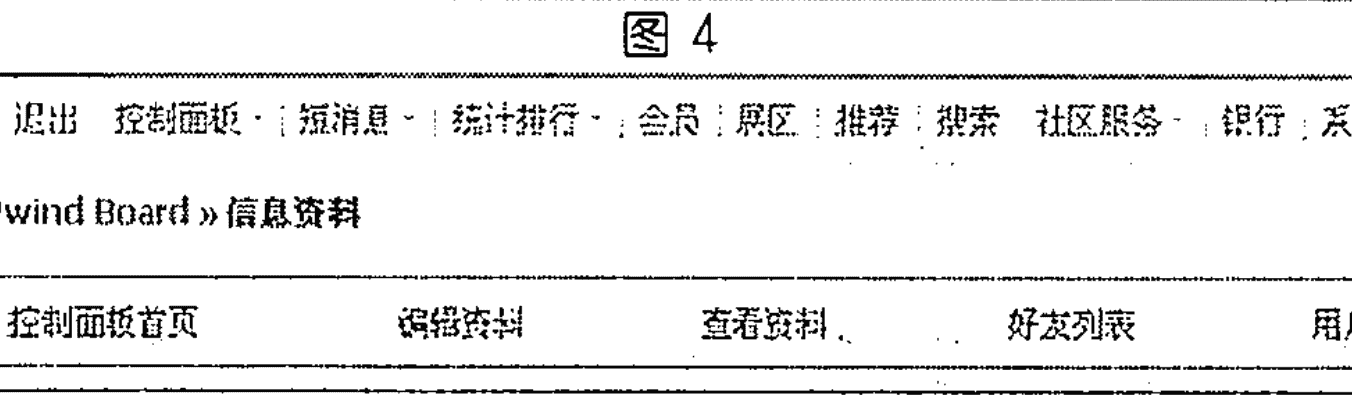 图 4
退出 控制面板 短消息 统计排行 会员 展区 推荐 搜索 社区服务 银行
wind Board » 信息资料
控制面板首页 编辑资料 查看资料 好友列表